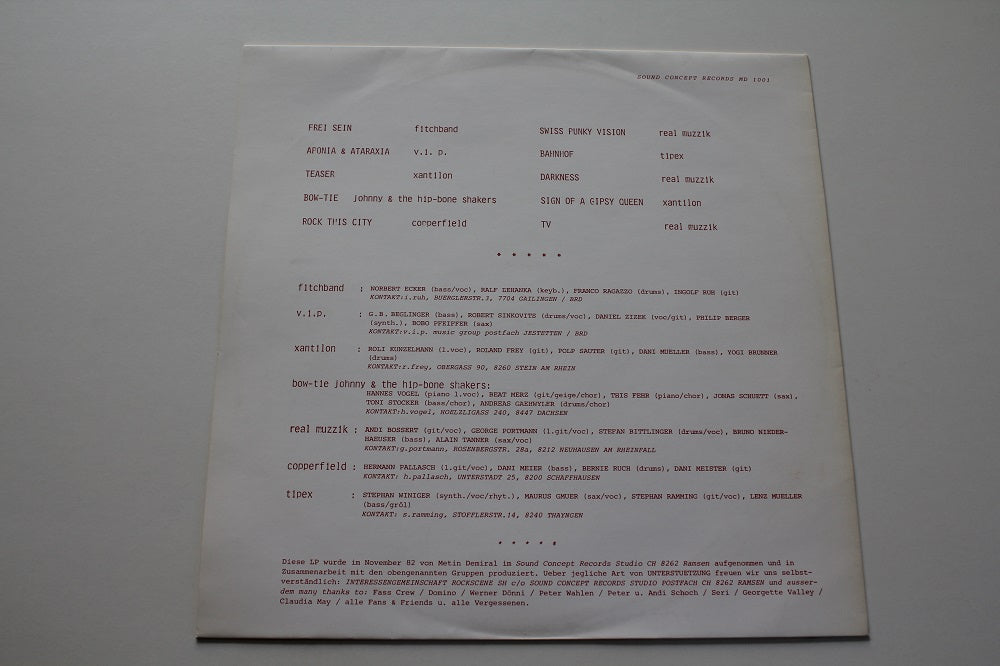 SOUND CONCEPT RECORDS MD 1001
FREI SEIN fitchband
AFONIA & ATARAXIA v.i. p.
TEASER xantilon
BOW-TIE johnny & the hip-bone shakers
ROCK THIS CITY copperfield
SWISS FUNKY VISION real muzzik
BAHNHOF tipex
DARKNESS real muzzik
SIGN OF A GIPSY QUEEN xantilon
TV real muzzik
* * * * *
fitchband : NORBERT ECKER (bass/voc), RALF LEHANKA (keyb.), FRANCO RAGAZZO (drums), INGOLF RUH (git)
KONTAKT:i.ruh, BUERGLERSTR.3, 7704 GAILINGEN / BRD
v.i.p. : G.B. BEGLINGER (bass), ROBERT SINKOVITS (drums/voc), DANIEL ZIZEK (voc/git), PHILIP BERGER
(synth.), BOBO PFEIFFER (sax)
KONTAKT:v.i.p. music group postfach JESTETTEN / BRD
xantilon : ROLI KUNZELMANN (l.voc), ROLAND FREY (git), POLP SAUTER (git), DANI MUELLER (bass), YOGI BRUNNER
(drums)
KONTAKT:r.frey, OBERGASS 90, 8260 STEIN AM RHEIN
bow-tie johnny & the hip-bone shakers:
HANNES VOGEL (piano l.voc), BEAT MERZ (git/geige/chor), THIS FEHR (piano/chor), JONAS SCHUETT (sax),
TONI STOCKER (bass/chor), ANDREAS GAEHWYLER (drums/chor)
KONTAKT:h.vogel, HOELZLIGASS 240, 8447 DACHSEN
real muzzik : ANDI BOSSERT (git/voc), GEORGE PORTMANN (l.git/voc), STEFAN BITTLINGER (drums/voc), BRUNO NIEDER-
HAEUSER (bass), ALAIN TANNER (sax/voc)
KONTAKT:g.portmann, ROSENBERGSTR. 28a, 8212 NEUHAUSEN AM RHEINFALL
copperfield : HERMANN PALLASCH (l.git/voc), DANI MEIER (bass), BERNIE RUCH (drums), DANI MEISTER (git)
KONTAKT: h.pallasch, UNTERSTADT 25, 8200 SCHAFFHAUSEN
tipex : STEPHAN WINIGER (synth./voc/rhyt.), MAURUS GMUER (sax/voc), STEPHAN RAMMING (git/voc), LENZ MUELLER
(bass/gröl)
KONTAKT: s.ramming, STOFFLERSTR.14, 8240 THAYNGEN
* * * * *
Diese LP wurde in November 82 von Metin Demiral im Sound Concept Records Studio CH 8262 Ramsen aufgenommen und in
Zusammenarbeit mit den obengenannten Gruppen produziert. Ueber jegliche Art von UNTERSTUETZUNG freuen wir uns selbst-
verständlich: INTERESSENGEMEINSCHAFT ROCKSCENE SH c/o SOUND CONCEPT RECORDS STUDIO POSTFACH CH 8262 RAMSEN und ausser-
dem many thanks to: Fass Crew / Domino / Werner Dönni / Peter Wahlen / Peter u. Andi Schoch / Seri / Georgette Valley /
Claudia May / alle Fans & Friends u. alle Vergessenen.